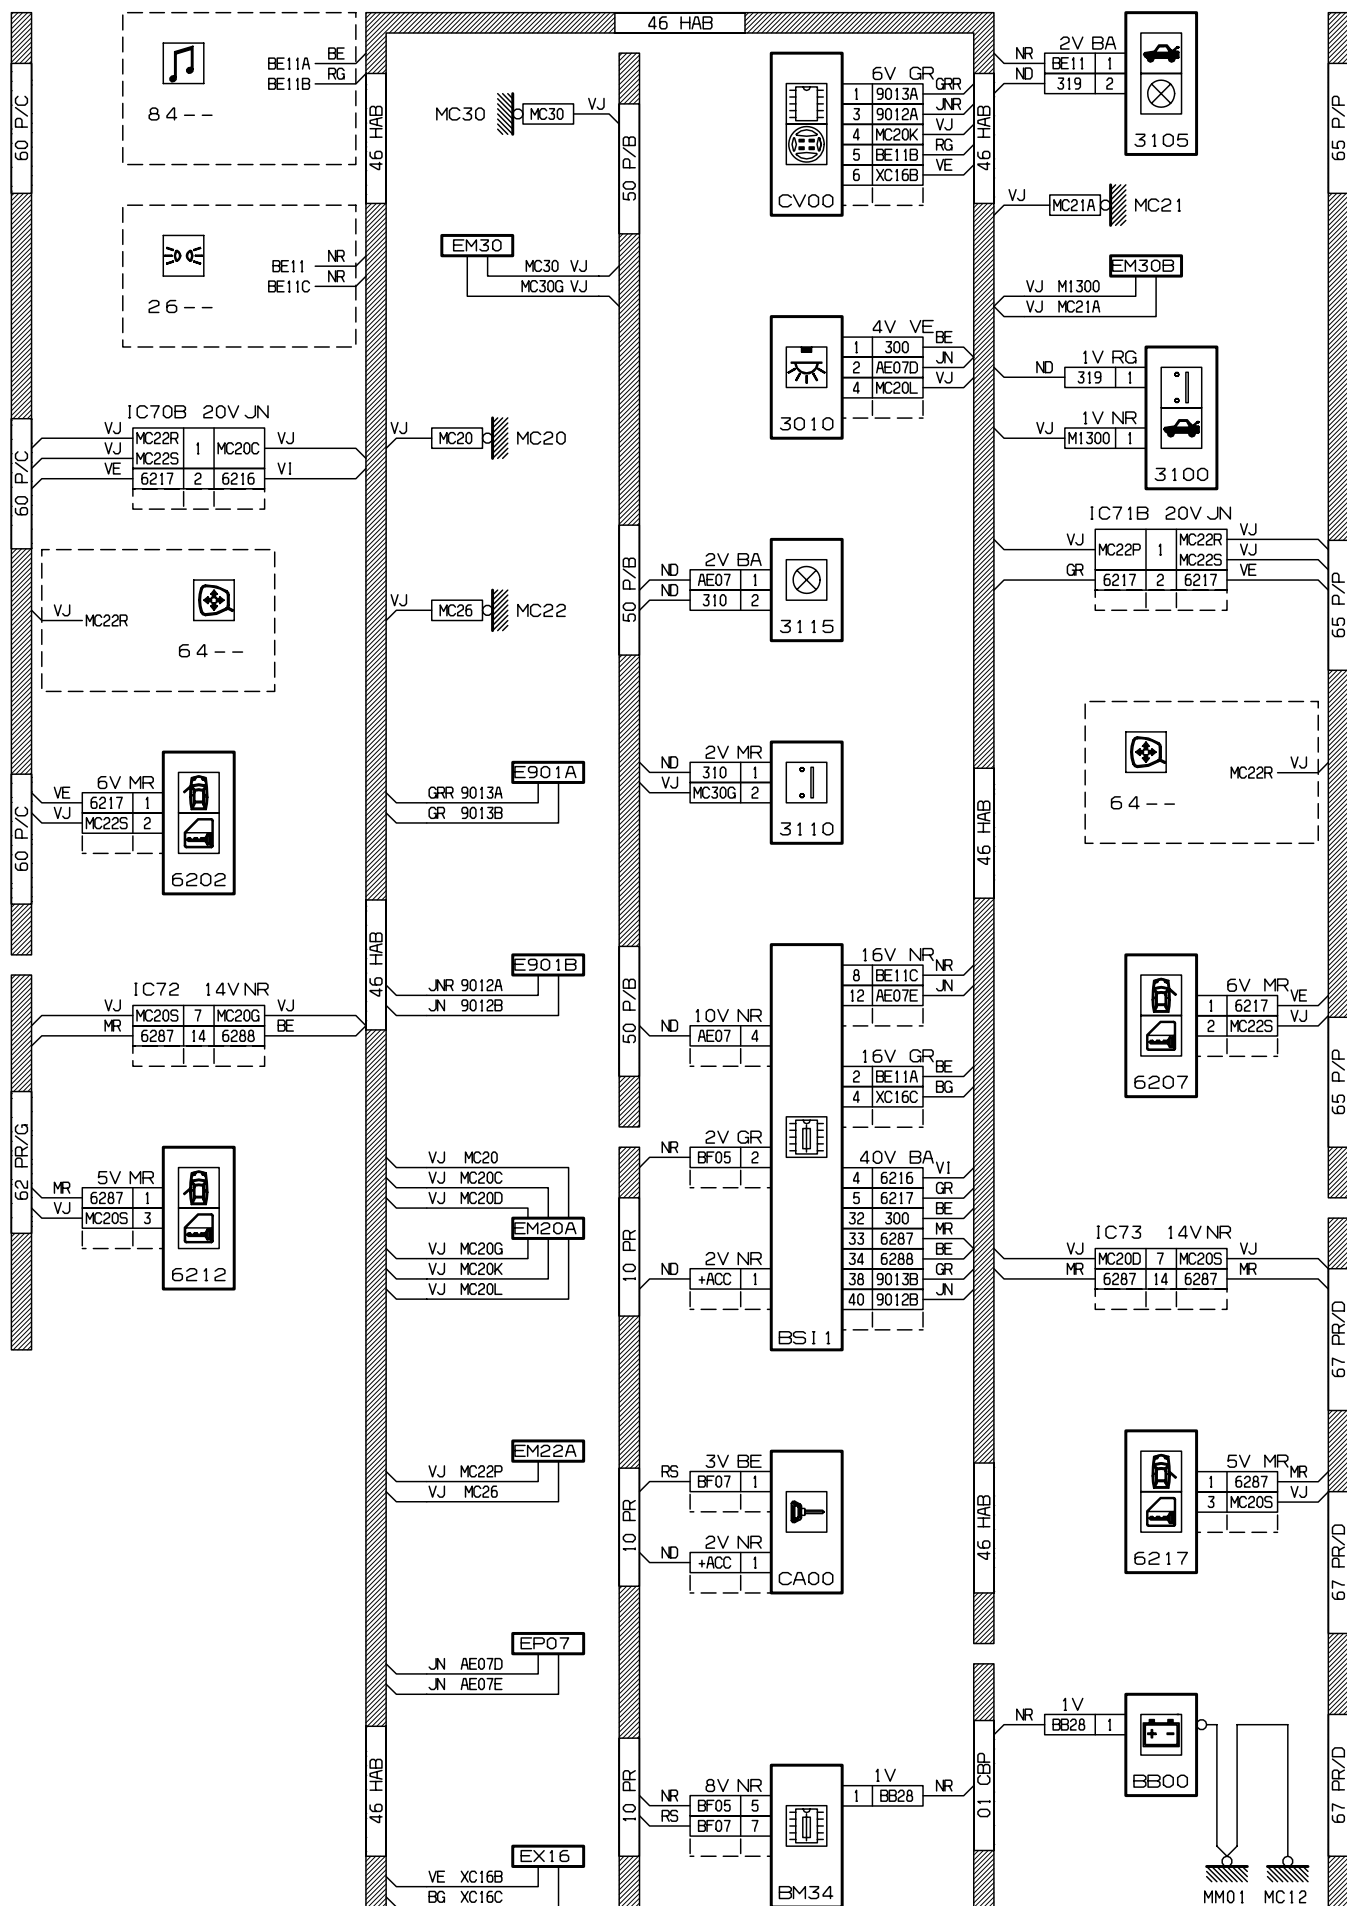 46 HAB
60 P/C
84--
BE11A BE
BE11B RG
46 HAB
26--
BE11 NR
BE11C NR
MC30 MC30 VJ
50 P/B
EM30
MC30 VJ
MC30G VJ
6V GR
1 9013A GRR
3 9012A JNR
4 MC20K VJ
5 BE11B RG
6 XC16B VE
CV00
46 HAB
2V BA
NR BE11 1
ND 319 2
3105
65 P/P
VJ MC21A MC21
EM30B
VJ M1300
VJ MC21A
4V VE
1 300 BE
2 AE07D JN
4 MC20L VJ
3010
1V RG
ND 319 1
1V NR
VJ M1300 1
3100
60 P/C
IC70B 20V JN
VJ MC22R 1 MC20C VJ
VJ MC22S
VE 6217 2 6216 VI
VJ MC20 MC20
VJ MC22R
64--
VJ MC26 MC22
50 P/B
2V BA
ND AE07 1
ND 310 2
3115
IC71B 20V JN
VJ MC22P 1 MC22R VJ
MC22S VJ
GR 6217 2 6217 VE
65 P/P
64--
MC22R VJ
60 P/C
6V MR
VE 6217 1
VJ MC22S 2
6202
E901A
GRR 9013A
GR 9013B
2V MR
ND 310 1
VJ MC30G 2
3110
46 HAB
46 HAB
E901B
JNR 9012A
JN 9012B
IC72 14V NR
VJ MC20S 7 MC20G VJ
MR 6287 14 6288 BE
50 P/B
10V NR
ND AE07 4
16V NR
8 BE11C NR
12 AE07E JN
16V GR
2 BE11A BE
4 XC16C BG
2V GR
NR BF05 2
40V BA
4 6216 VI
5 6217 GR
32 300 BE
33 6287 MR
34 6288 BE
38 9013B GR
40 9012B JN
2V NR
ND +ACC 1
BSI1
10 PR
6V MR
1 6217 VE
2 MC22S VJ
6207
65 P/P
62 PR/G
5V MR
MR 6287 1
VJ MC20S 3
6212
VJ MC20
VJ MC20C
VJ MC20D
EM20A
VJ MC20G
VJ MC20K
VJ MC20L
IC73 14V NR
VJ MC20D 7 MC20S VJ
MR 6287 14 6287 MR
67 PR/D
EM22A
VJ MC22P
VJ MC26
10 PR
3V BE
RS BF07 1
2V NR
ND +ACC 1
CA00
46 HAB
5V MR
1 6287 MR
3 MC20S VJ
6217
67 PR/D
EP07
JN AE07D
JN AE07E
46 HAB
10 PR
8V NR
NR BF05 5
RS BF07 7
BM34
1V
1 BB28 NR
01 CBP
1V
NR BB28 1
BB00
67 PR/D
MM01 MC12
EX16
VE XC16B
BG XC16C